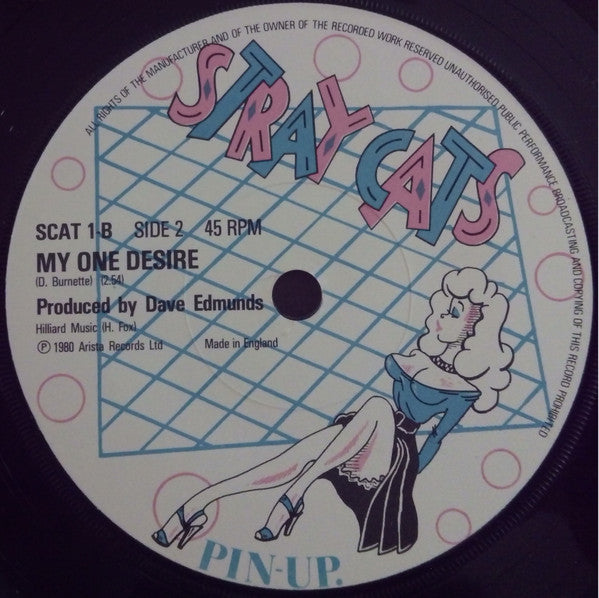 ALL RIGHTS OF THE MANUFACTURER AND OF THE OWNER OF THE RECORDED WORK RESERVED UNAUTHORISED PUBLIC PERFORMANCE BROADCASTING AND COPYING OF THIS RECORD PROHIBITED
STRAY CATS
SCAT 1-B SIDE 2 45 RPM
MY ONE DESIRE
(D. Burnette) (2.54)
Produced by Dave Edmunds
Hilliard Music (H. Fox)
℗ 1980 Arista Records Ltd Made in England
PIN-UP.